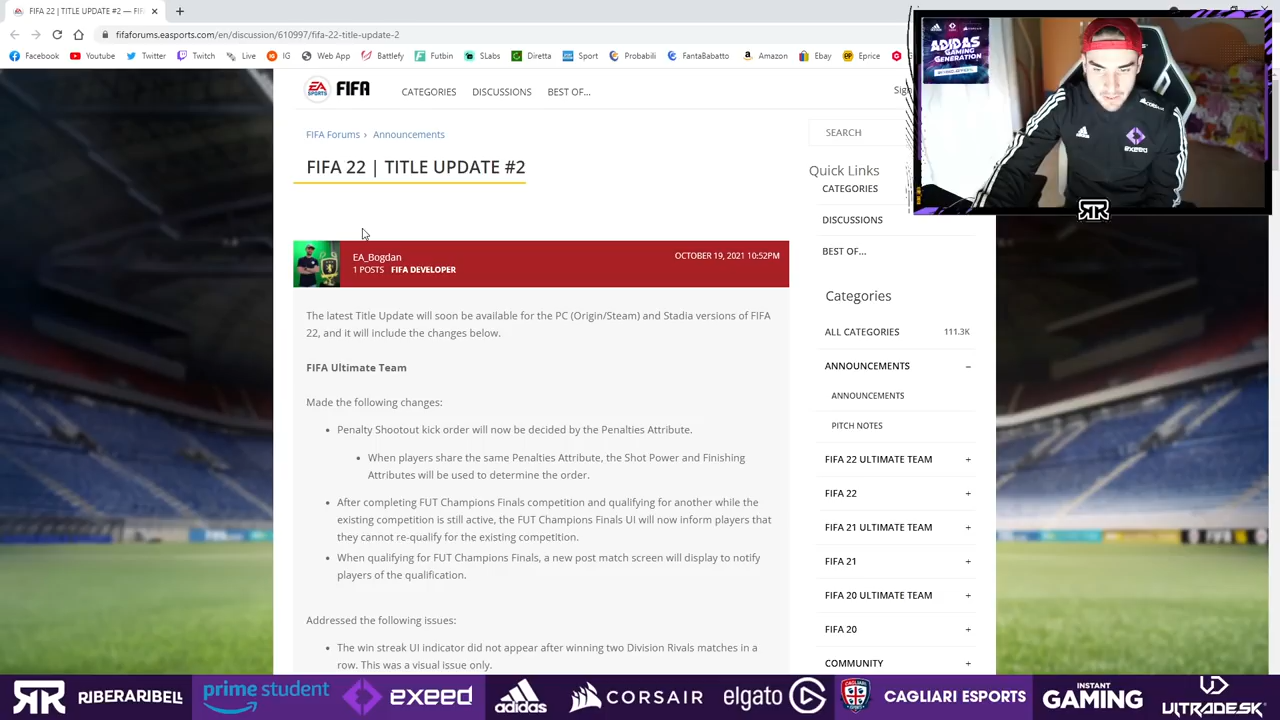 FIFA 22 | TITLE UPDATE #2 — FIF
fifaforums.easports.com/en
610997/fifa-22-title-update-2
Facebook Youtube Twitter Twitch Live IG Web App Battlefy Futbin SLabs Diretta Sport Probabili FantaBabatto Amazon Ebay Eprice
EA SPORTS FIFA CATEGORIES DISCUSSIONS BEST OF... Sig
ADIDAS
GAMING
GENERATION
exeed
FIFA Forums › Announcements
SEARCH
FIFA 22 | TITLE UPDATE #2
Quick Links
CATEGORIES
DISCUSSIONS
BEST OF...
EA_Bogdan
1 POSTS FIFA DEVELOPER
OCTOBER 19, 2021 10:52PM
The latest Title Update will soon be available for the PC (Origin/Steam) and Stadia versions of FIFA
22, and it will include the changes below.
FIFA Ultimate Team
Made the following changes:
• Penalty Shootout kick order will now be decided by the Penalties Attribute.
• When players share the same Penalties Attribute, the Shot Power and Finishing
Attributes will be used to determine the order.
• After completing FUT Champions Finals competition and qualifying for another while the
existing competition is still active, the FUT Champions Finals UI will now inform players that
they cannot re-qualify for the existing competition.
• When qualifying for FUT Champions Finals, a new post match screen will display to notify
players of the qualification.
Addressed the following issues:
• The win streak UI indicator did not appear after winning two Division Rivals matches in a
row. This was a visual issue only.
Categories
ALL CATEGORIES 111.3K
ANNOUNCEMENTS –
ANNOUNCEMENTS
PITCH NOTES
FIFA 22 ULTIMATE TEAM +
FIFA 22 +
FIFA 21 ULTIMATE TEAM +
FIFA 21 +
FIFA 20 ULTIMATE TEAM +
FIFA 20 +
COMMUNITY –
RIBERARIBELL prime student exeed adidas CORSAIR elgato CAGLIARI ESPORTS INSTANT GAMING ULTRADESK